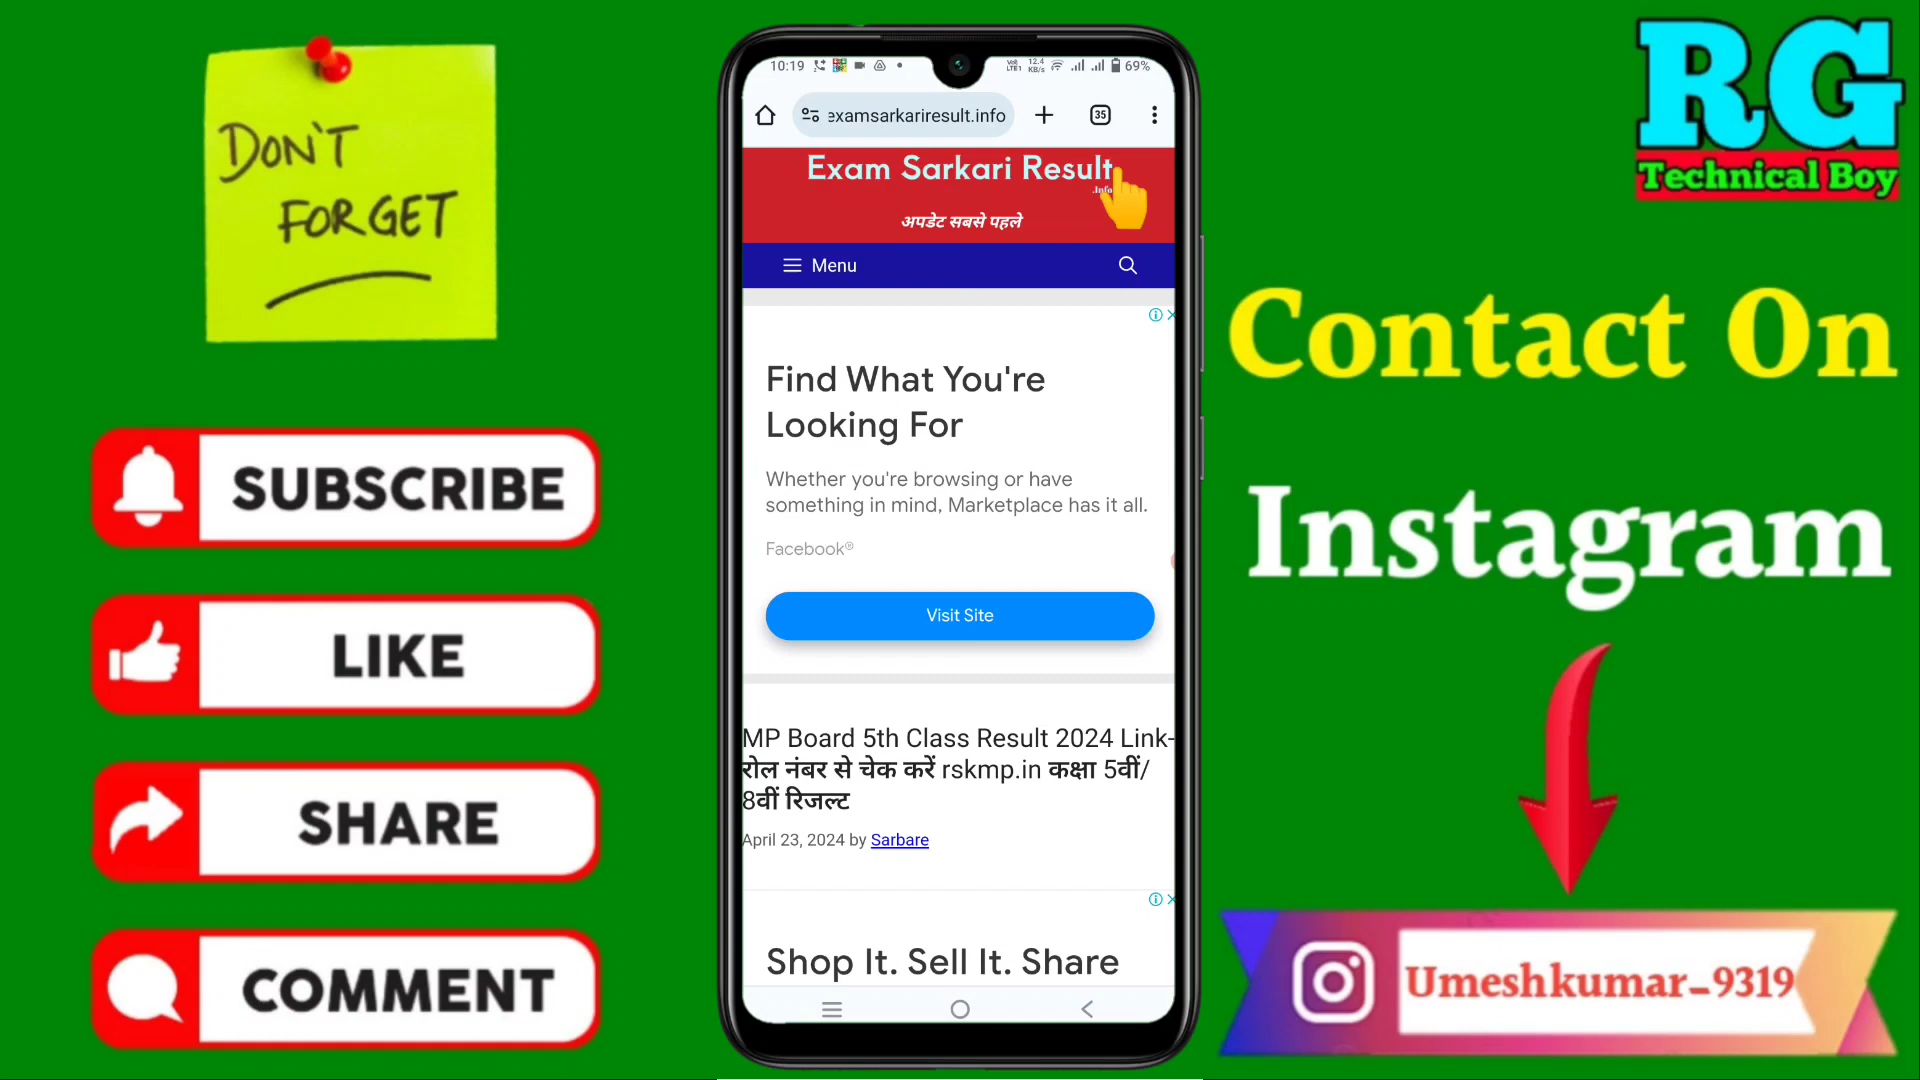 DON'T
FORGET
SUBSCRIBE
LIKE
SHARE
COMMENT
10:19
69%
examsarkariresult.info
35
Exam Sarkari Result
.Info
अपडेट सबसे पहले
Menu
Find What You're
Looking For
Whether you're browsing or have
something in mind, Marketplace has it all.
Facebook®
Visit Site
MP Board 5th Class Result 2024 Link-
रोल नंबर से चेक करें rskmp.in कक्षा 5वीं/
8वीं रिजल्ट
April 23, 2024 by Sarbare
Shop It. Sell It. Share
RG
Technical Boy
Contact On
Instagram
Umeshkumar-9319